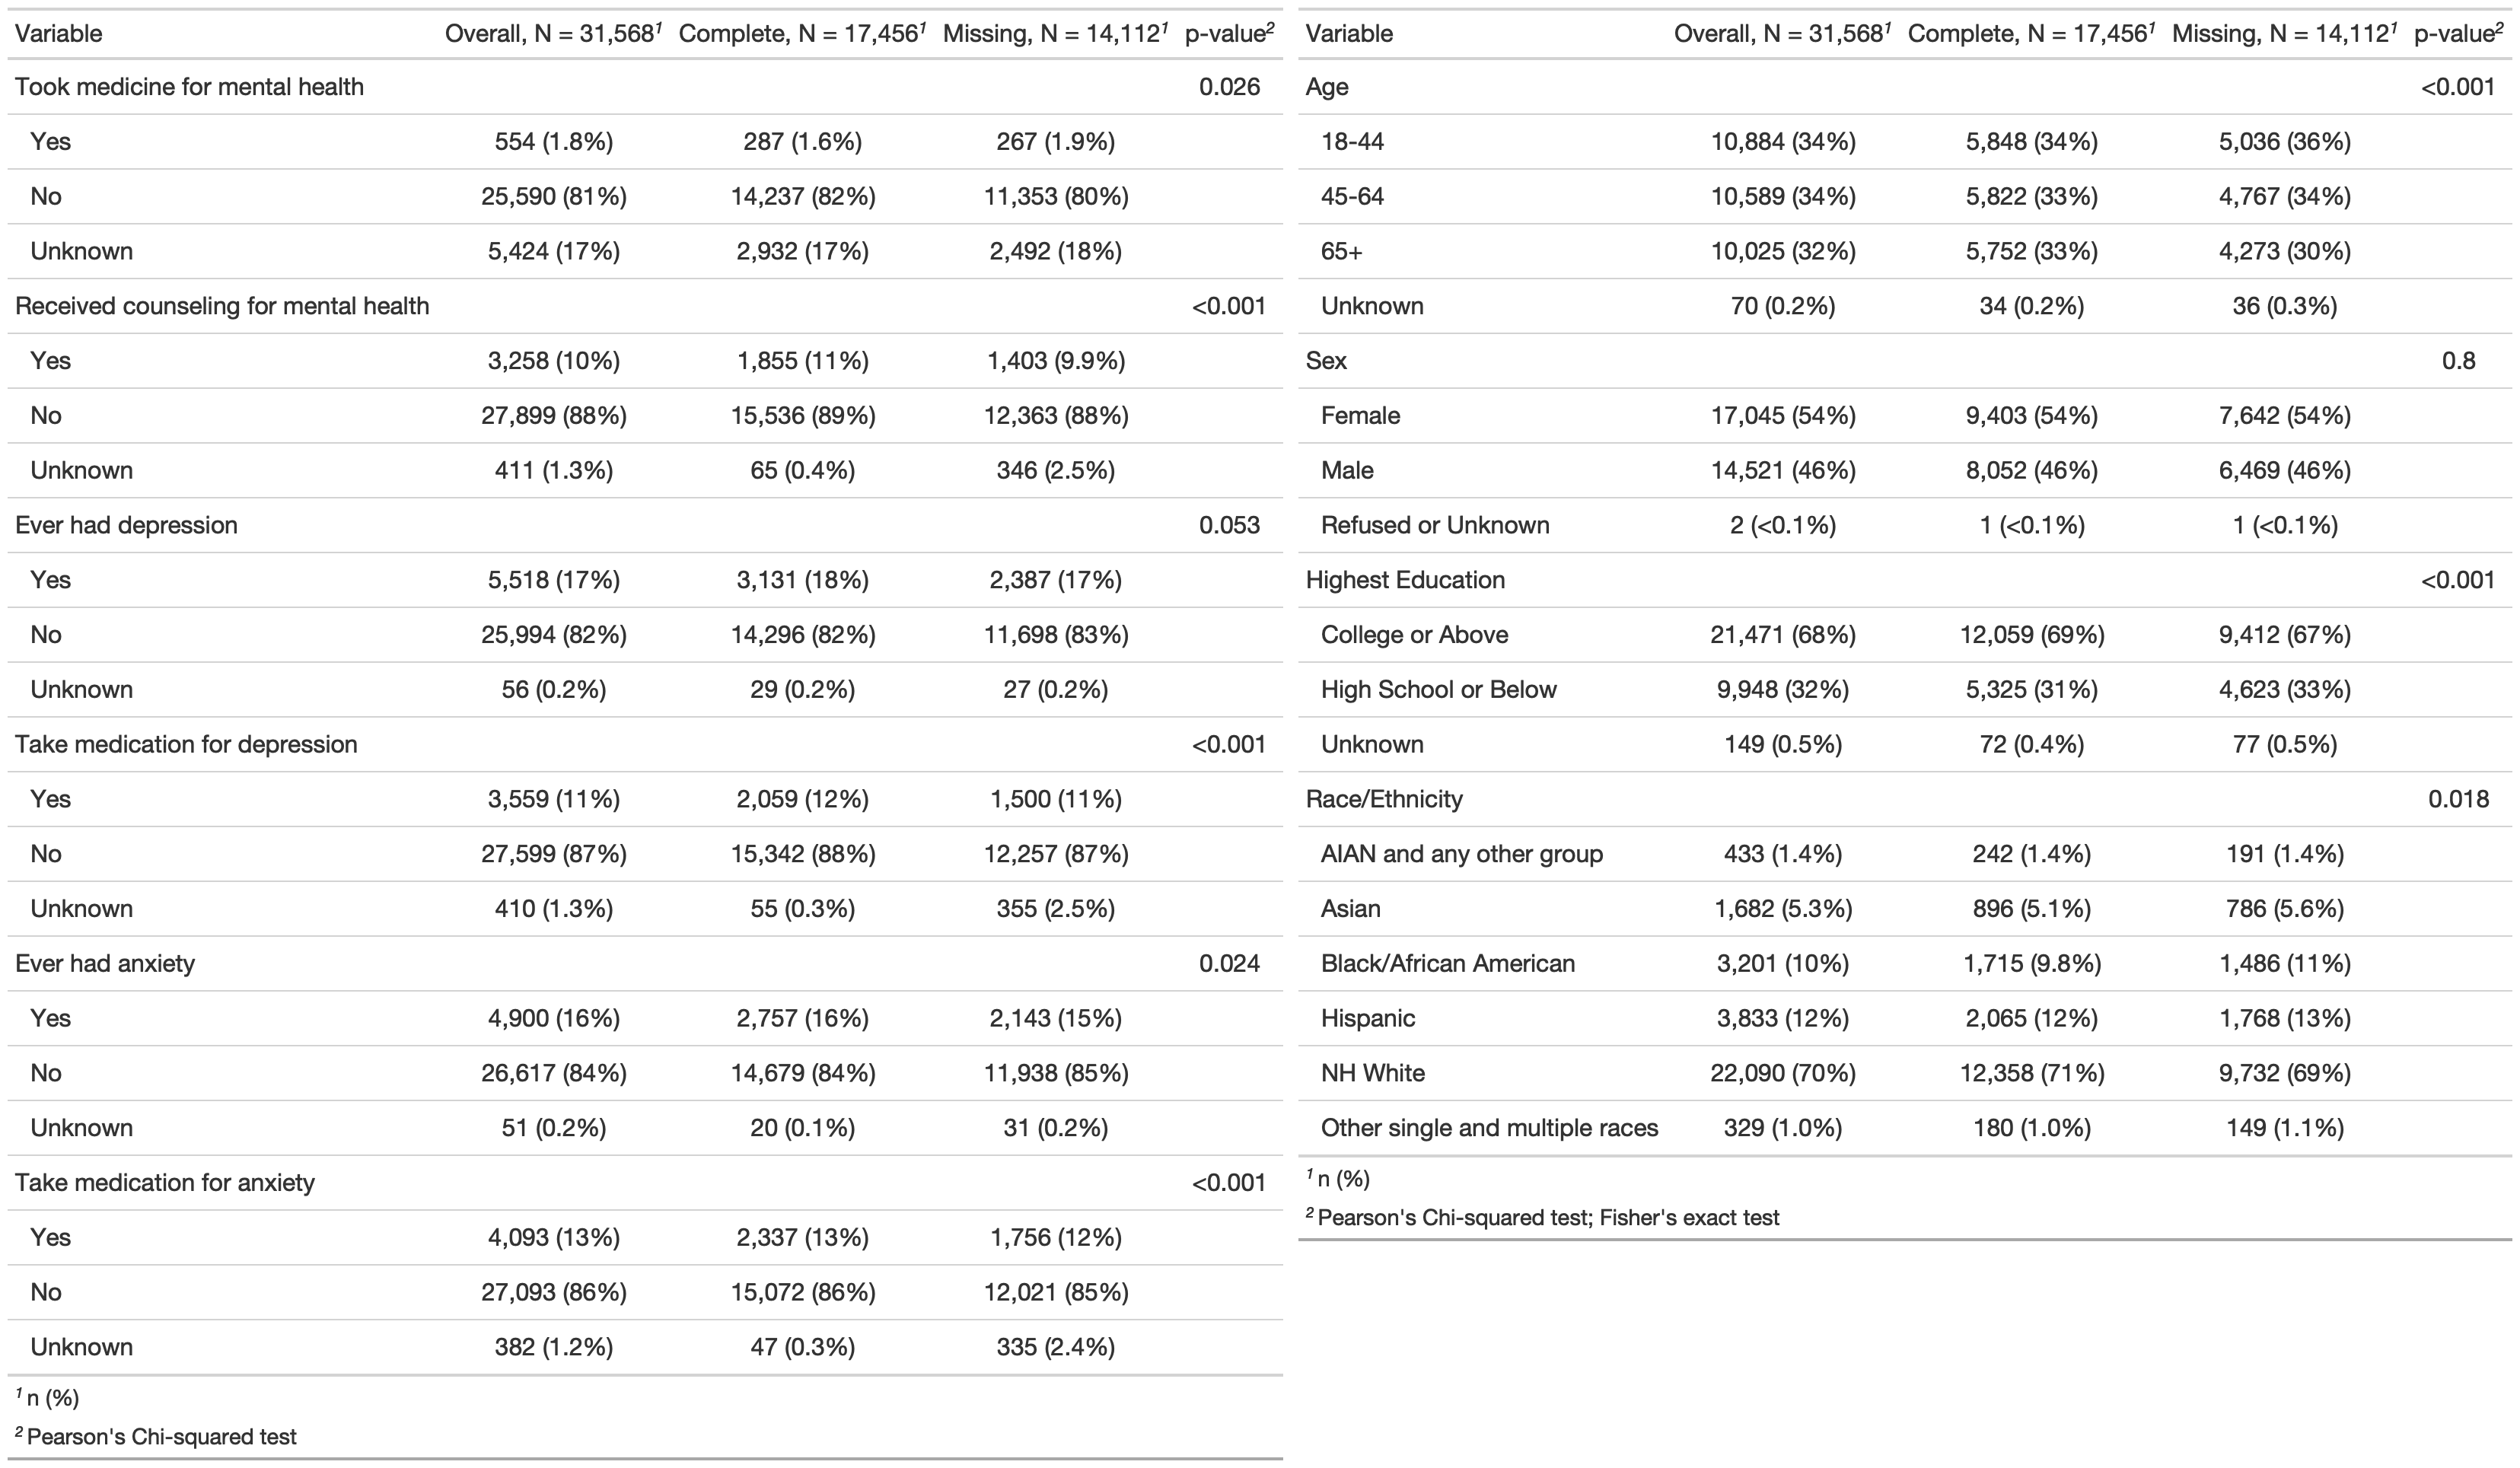 Variable Overall, N = 31,568¹ Complete, N = 17,456¹ Missing, N = 14,112¹ p-value²
Took medicine for mental health 0.026
Yes 554 (1.8%) 287 (1.6%) 267 (1.9%)
No 25,590 (81%) 14,237 (82%) 11,353 (80%)
Unknown 5,424 (17%) 2,932 (17%) 2,492 (18%)
Received counseling for mental health <0.001
Yes 3,258 (10%) 1,855 (11%) 1,403 (9.9%)
No 27,899 (88%) 15,536 (89%) 12,363 (88%)
Unknown 411 (1.3%) 65 (0.4%) 346 (2.5%)
Ever had depression 0.053
Yes 5,518 (17%) 3,131 (18%) 2,387 (17%)
No 25,994 (82%) 14,296 (82%) 11,698 (83%)
Unknown 56 (0.2%) 29 (0.2%) 27 (0.2%)
Take medication for depression <0.001
Yes 3,559 (11%) 2,059 (12%) 1,500 (11%)
No 27,599 (87%) 15,342 (88%) 12,257 (87%)
Unknown 410 (1.3%) 55 (0.3%) 355 (2.5%)
Ever had anxiety 0.024
Yes 4,900 (16%) 2,757 (16%) 2,143 (15%)
No 26,617 (84%) 14,679 (84%) 11,938 (85%)
Unknown 51 (0.2%) 20 (0.1%) 31 (0.2%)
Take medication for anxiety <0.001
Yes 4,093 (13%) 2,337 (13%) 1,756 (12%)
No 27,093 (86%) 15,072 (86%) 12,021 (85%)
Unknown 382 (1.2%) 47 (0.3%) 335 (2.4%)
¹ n (%)
² Pearson's Chi-squared test
Variable Overall, N = 31,568¹ Complete, N = 17,456¹ Missing, N = 14,112¹ p-value²
Age <0.001
18-44 10,884 (34%) 5,848 (34%) 5,036 (36%)
45-64 10,589 (34%) 5,822 (33%) 4,767 (34%)
65+ 10,025 (32%) 5,752 (33%) 4,273 (30%)
Unknown 70 (0.2%) 34 (0.2%) 36 (0.3%)
Sex 0.8
Female 17,045 (54%) 9,403 (54%) 7,642 (54%)
Male 14,521 (46%) 8,052 (46%) 6,469 (46%)
Refused or Unknown 2 (<0.1%) 1 (<0.1%) 1 (<0.1%)
Highest Education <0.001
College or Above 21,471 (68%) 12,059 (69%) 9,412 (67%)
High School or Below 9,948 (32%) 5,325 (31%) 4,623 (33%)
Unknown 149 (0.5%) 72 (0.4%) 77 (0.5%)
Race/Ethnicity 0.018
AIAN and any other group 433 (1.4%) 242 (1.4%) 191 (1.4%)
Asian 1,682 (5.3%) 896 (5.1%) 786 (5.6%)
Black/African American 3,201 (10%) 1,715 (9.8%) 1,486 (11%)
Hispanic 3,833 (12%) 2,065 (12%) 1,768 (13%)
NH White 22,090 (70%) 12,358 (71%) 9,732 (69%)
Other single and multiple races 329 (1.0%) 180 (1.0%) 149 (1.1%)
¹ n (%)
² Pearson's Chi-squared test; Fisher's exact test